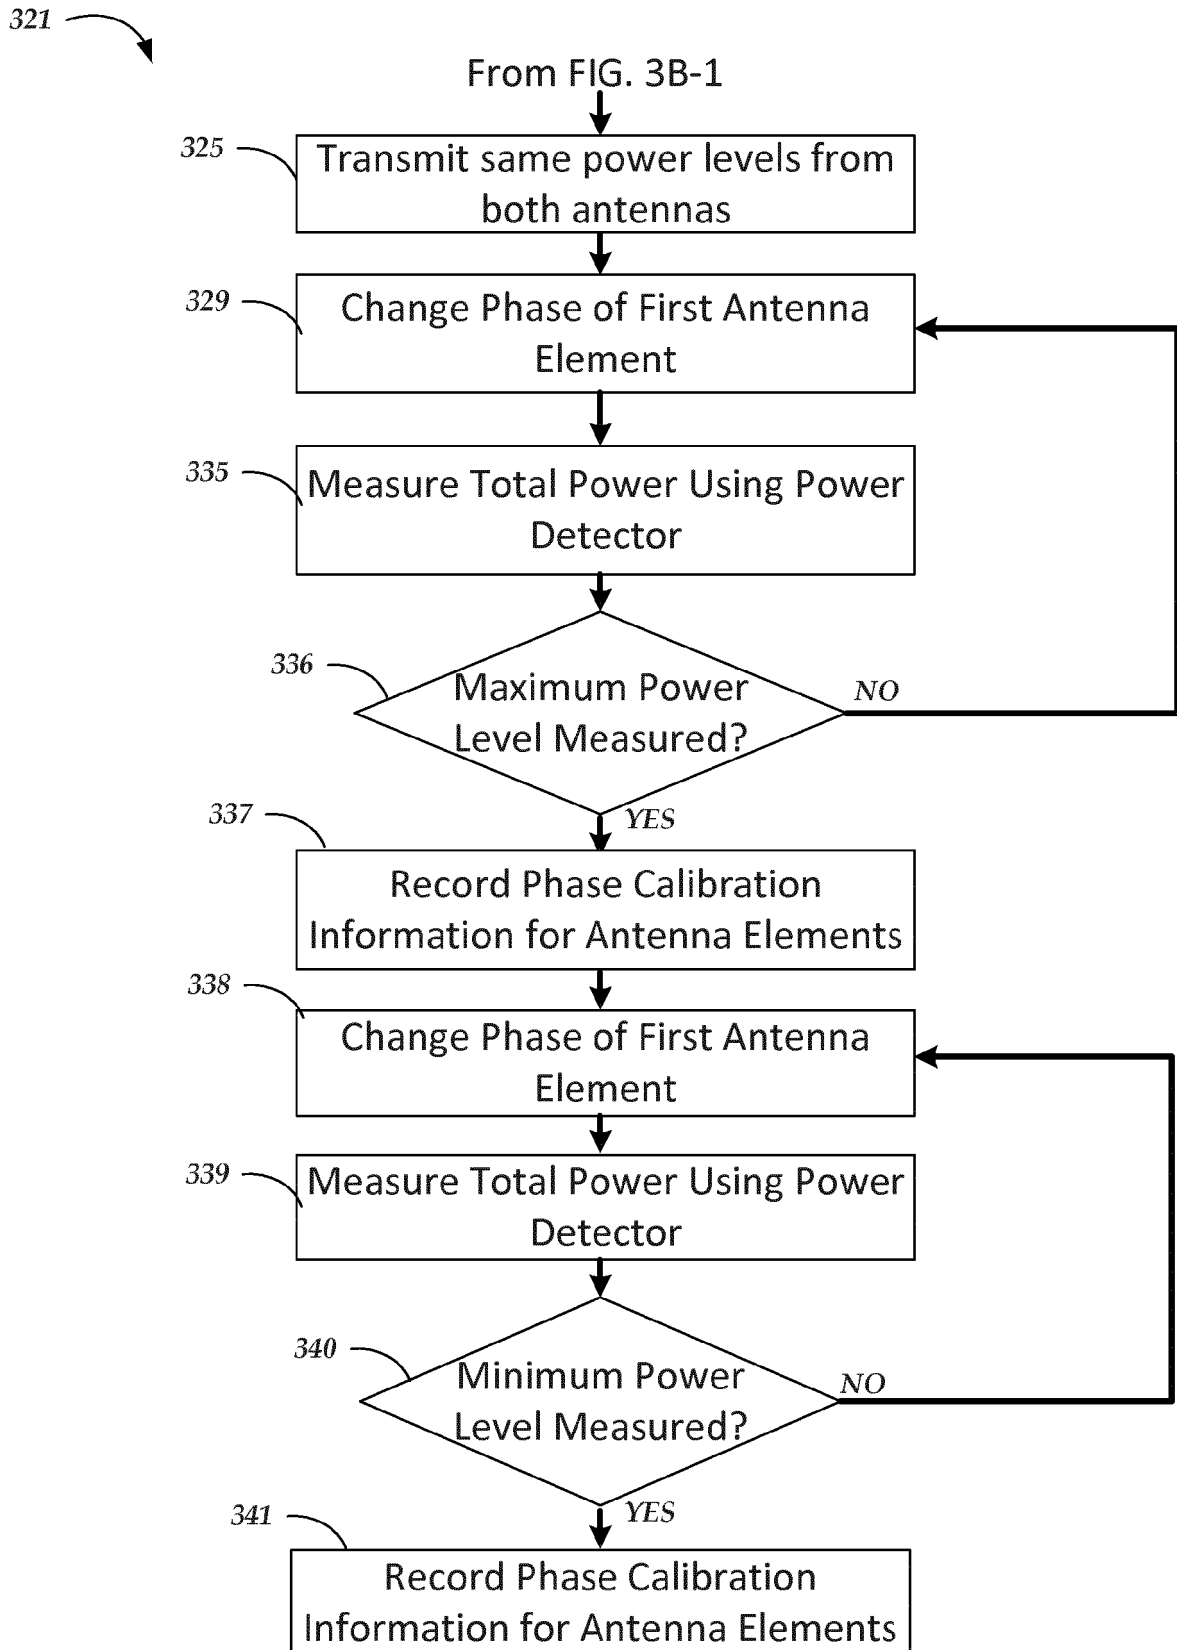 321
From FIG. 3B-1
325
Transmit same power levels from
both antennas
329
Change Phase of First Antenna
Element
335
Measure Total Power Using Power
Detector
336
Maximum Power
Level Measured?
NO
YES
337
Record Phase Calibration
Information for Antenna Elements
338
Change Phase of First Antenna
Element
339
Measure Total Power Using Power
Detector
340
Minimum Power
Level Measured?
NO
YES
341
Record Phase Calibration
Information for Antenna Elements